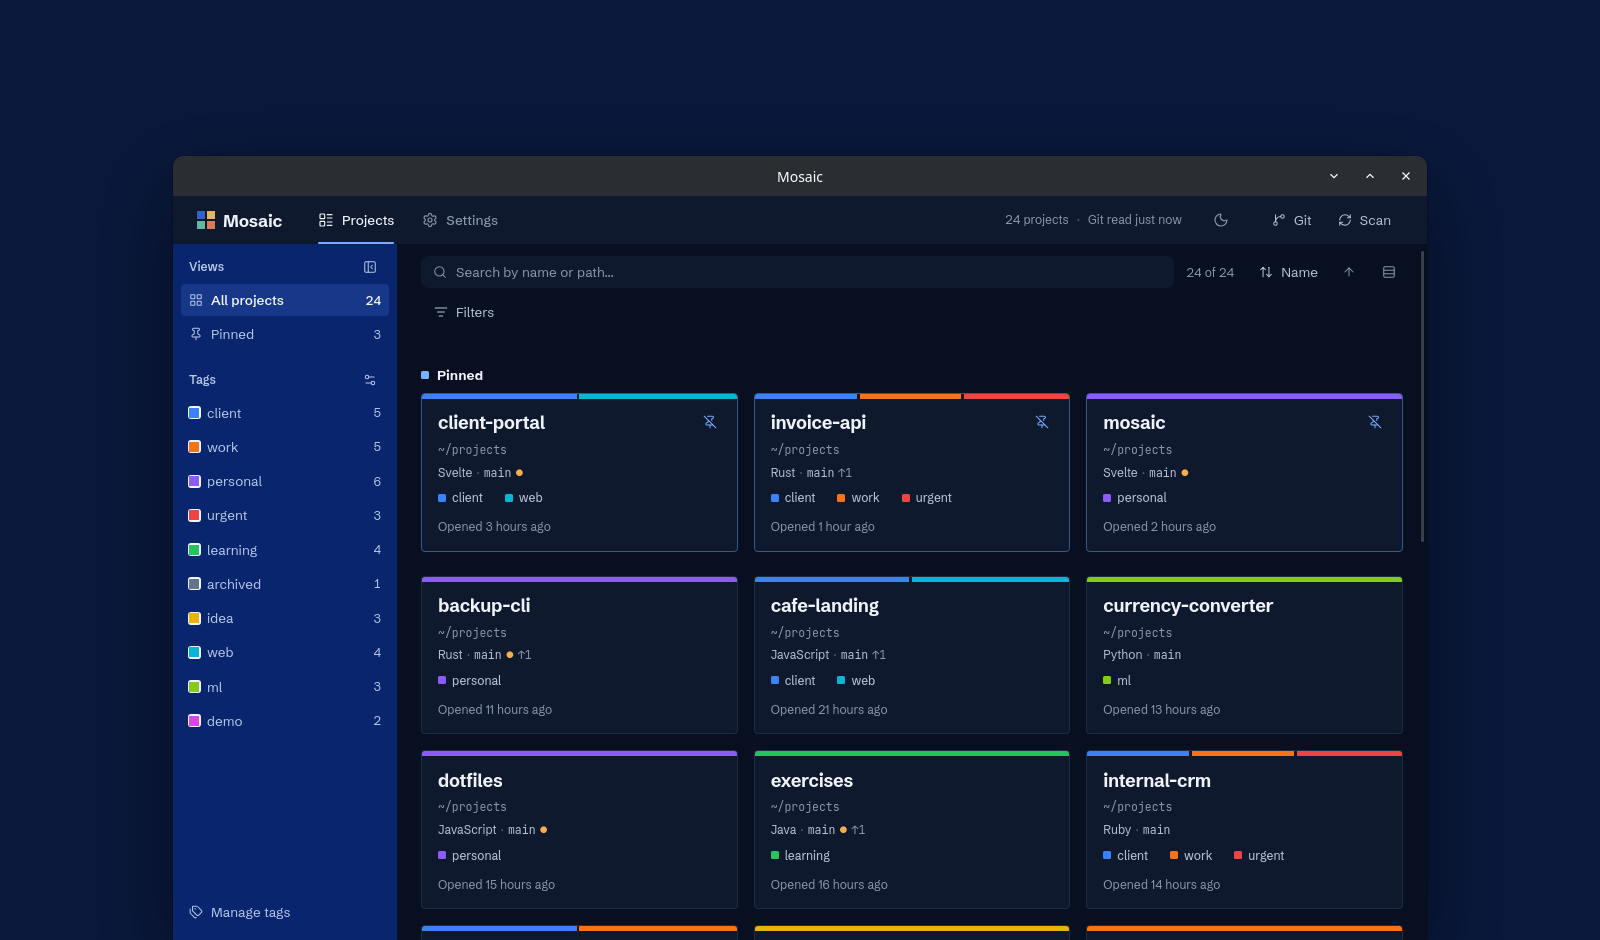 Mosaic
Mosaic
Projects
Settings
24 projects · Git read just now
Git
Scan
Views
All projects 24
Pinned 3
Tags
client 5
work 5
personal 6
urgent 3
learning 4
archived 1
idea 3
web 4
ml 3
demo 2
Manage tags
Search by name or path...
24 of 24
Name
Filters
Pinned
client-portal
~/projects
Svelte · main
client web
Opened 3 hours ago
invoice-api
~/projects
Rust · main ↑1
client work urgent
Opened 1 hour ago
mosaic
~/projects
Svelte · main
personal
Opened 2 hours ago
backup-cli
~/projects
Rust · main ↑1
personal
Opened 11 hours ago
cafe-landing
~/projects
JavaScript · main ↑1
client web
Opened 21 hours ago
currency-converter
~/projects
Python · main
ml
Opened 13 hours ago
dotfiles
~/projects
JavaScript · main
personal
Opened 15 hours ago
exercises
~/projects
Java · main ↑1
learning
Opened 16 hours ago
internal-crm
~/projects
Ruby · main
client work urgent
Opened 14 hours ago